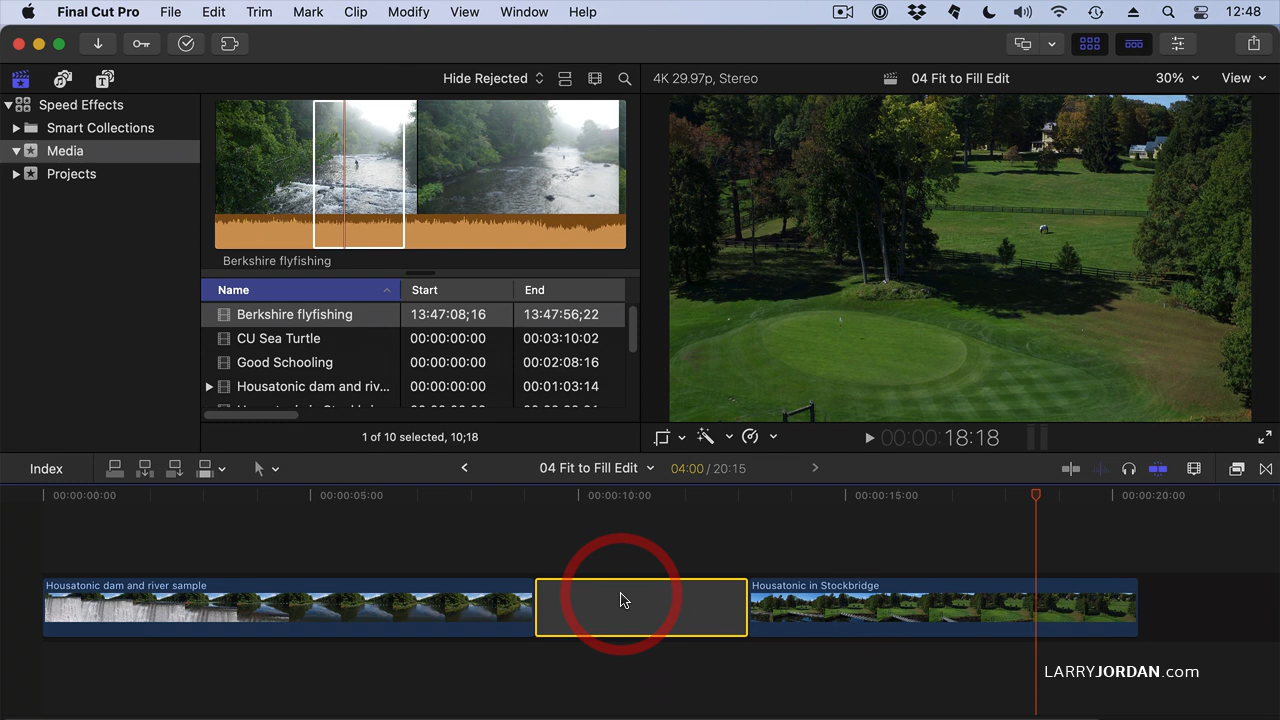 Final Cut Pro File Edit Trim Mark Clip Modify View Window Help 12:48
Hide Rejected 4K 29.97p, Stereo 04 Fit to Fill Edit 30% View
Speed Effects
Smart Collections
Media
Projects
Berkshire flyfishing
Name Start End
Berkshire flyfishing 13:47:08;16 13:47:56;22
CU Sea Turtle 00:00:00:00 00:03:10:02
Good Schooling 00:00:00:00 00:02:08:16
Housatonic dam and riv... 00:00:00:00 00:01:03:14
1 of 10 selected, 10;18
00:00:18:18
Index 04 Fit to Fill Edit 04:00 / 20:15
00:00:00:00 00:00:05:00 00:00:10:00 00:00:15:00 00:00:20:00
Housatonic dam and river sample Housatonic in Stockbridge
LARRYJORDAN.com